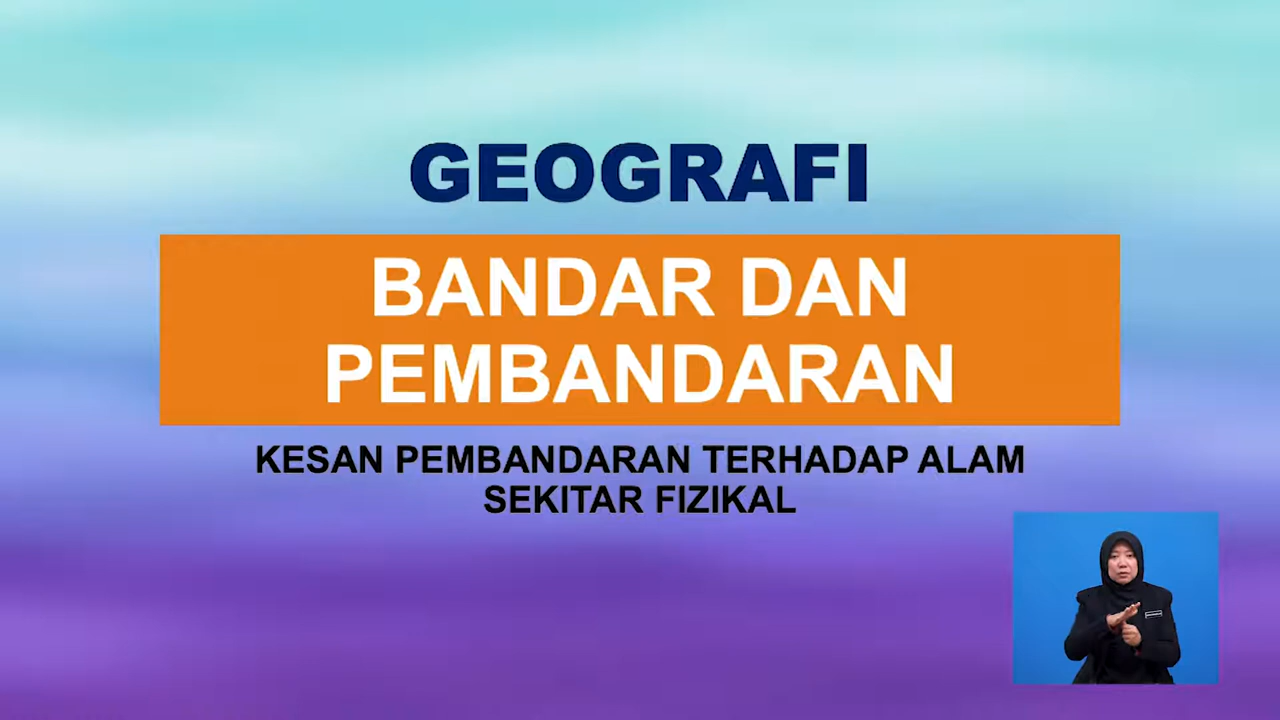 GEOGRAFI
BANDAR DAN
PEMBANDARAN
KESAN PEMBANDARAN TERHADAP ALAM
SEKITAR FIZIKAL